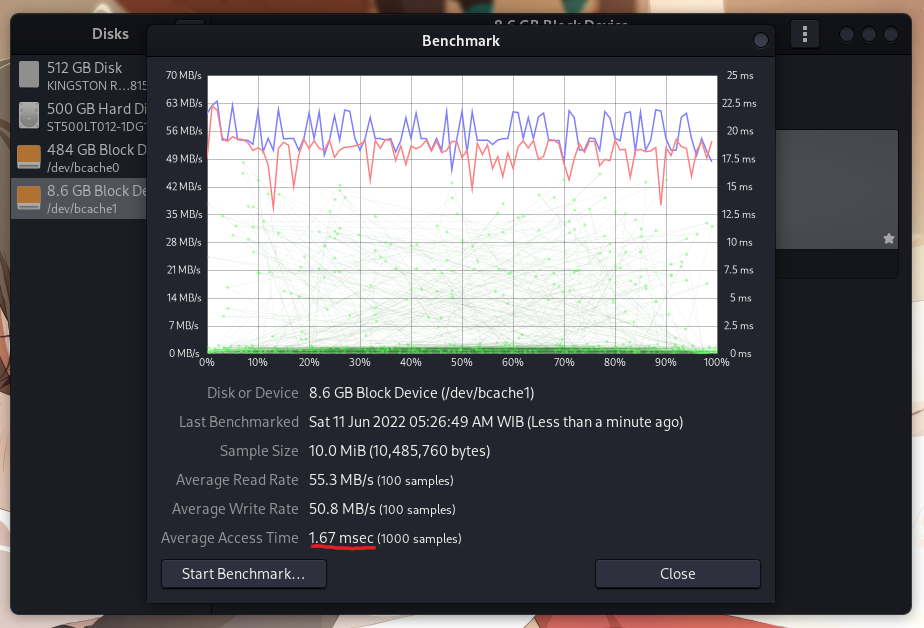 Disks
8.6 GB Block Device
Benchmark
512 GB Disk
KINGSTON R...815
500 GB Hard Di
ST500LT012-1DG1
484 GB Block D
/dev/bcache0
8.6 GB Block De
/dev/bcache1
70 MB/s
63 MB/s
56 MB/s
49 MB/s
42 MB/s
35 MB/s
28 MB/s
21 MB/s
14 MB/s
7 MB/s
0 MB/s
25 ms
22.5 ms
20 ms
17.5 ms
15 ms
12.5 ms
10 ms
7.5 ms
5 ms
2.5 ms
0 ms
0% 10% 20% 30% 40% 50% 60% 70% 80% 90% 100%
Disk or Device 8.6 GB Block Device (/dev/bcache1)
Last Benchmarked Sat 11 Jun 2022 05:26:49 AM WIB (Less than a minute ago)
Sample Size 10.0 MiB (10,485,760 bytes)
Average Read Rate 55.3 MB/s (100 samples)
Average Write Rate 50.8 MB/s (100 samples)
Average Access Time 1.67 msec (1000 samples)
Start Benchmark...
Close